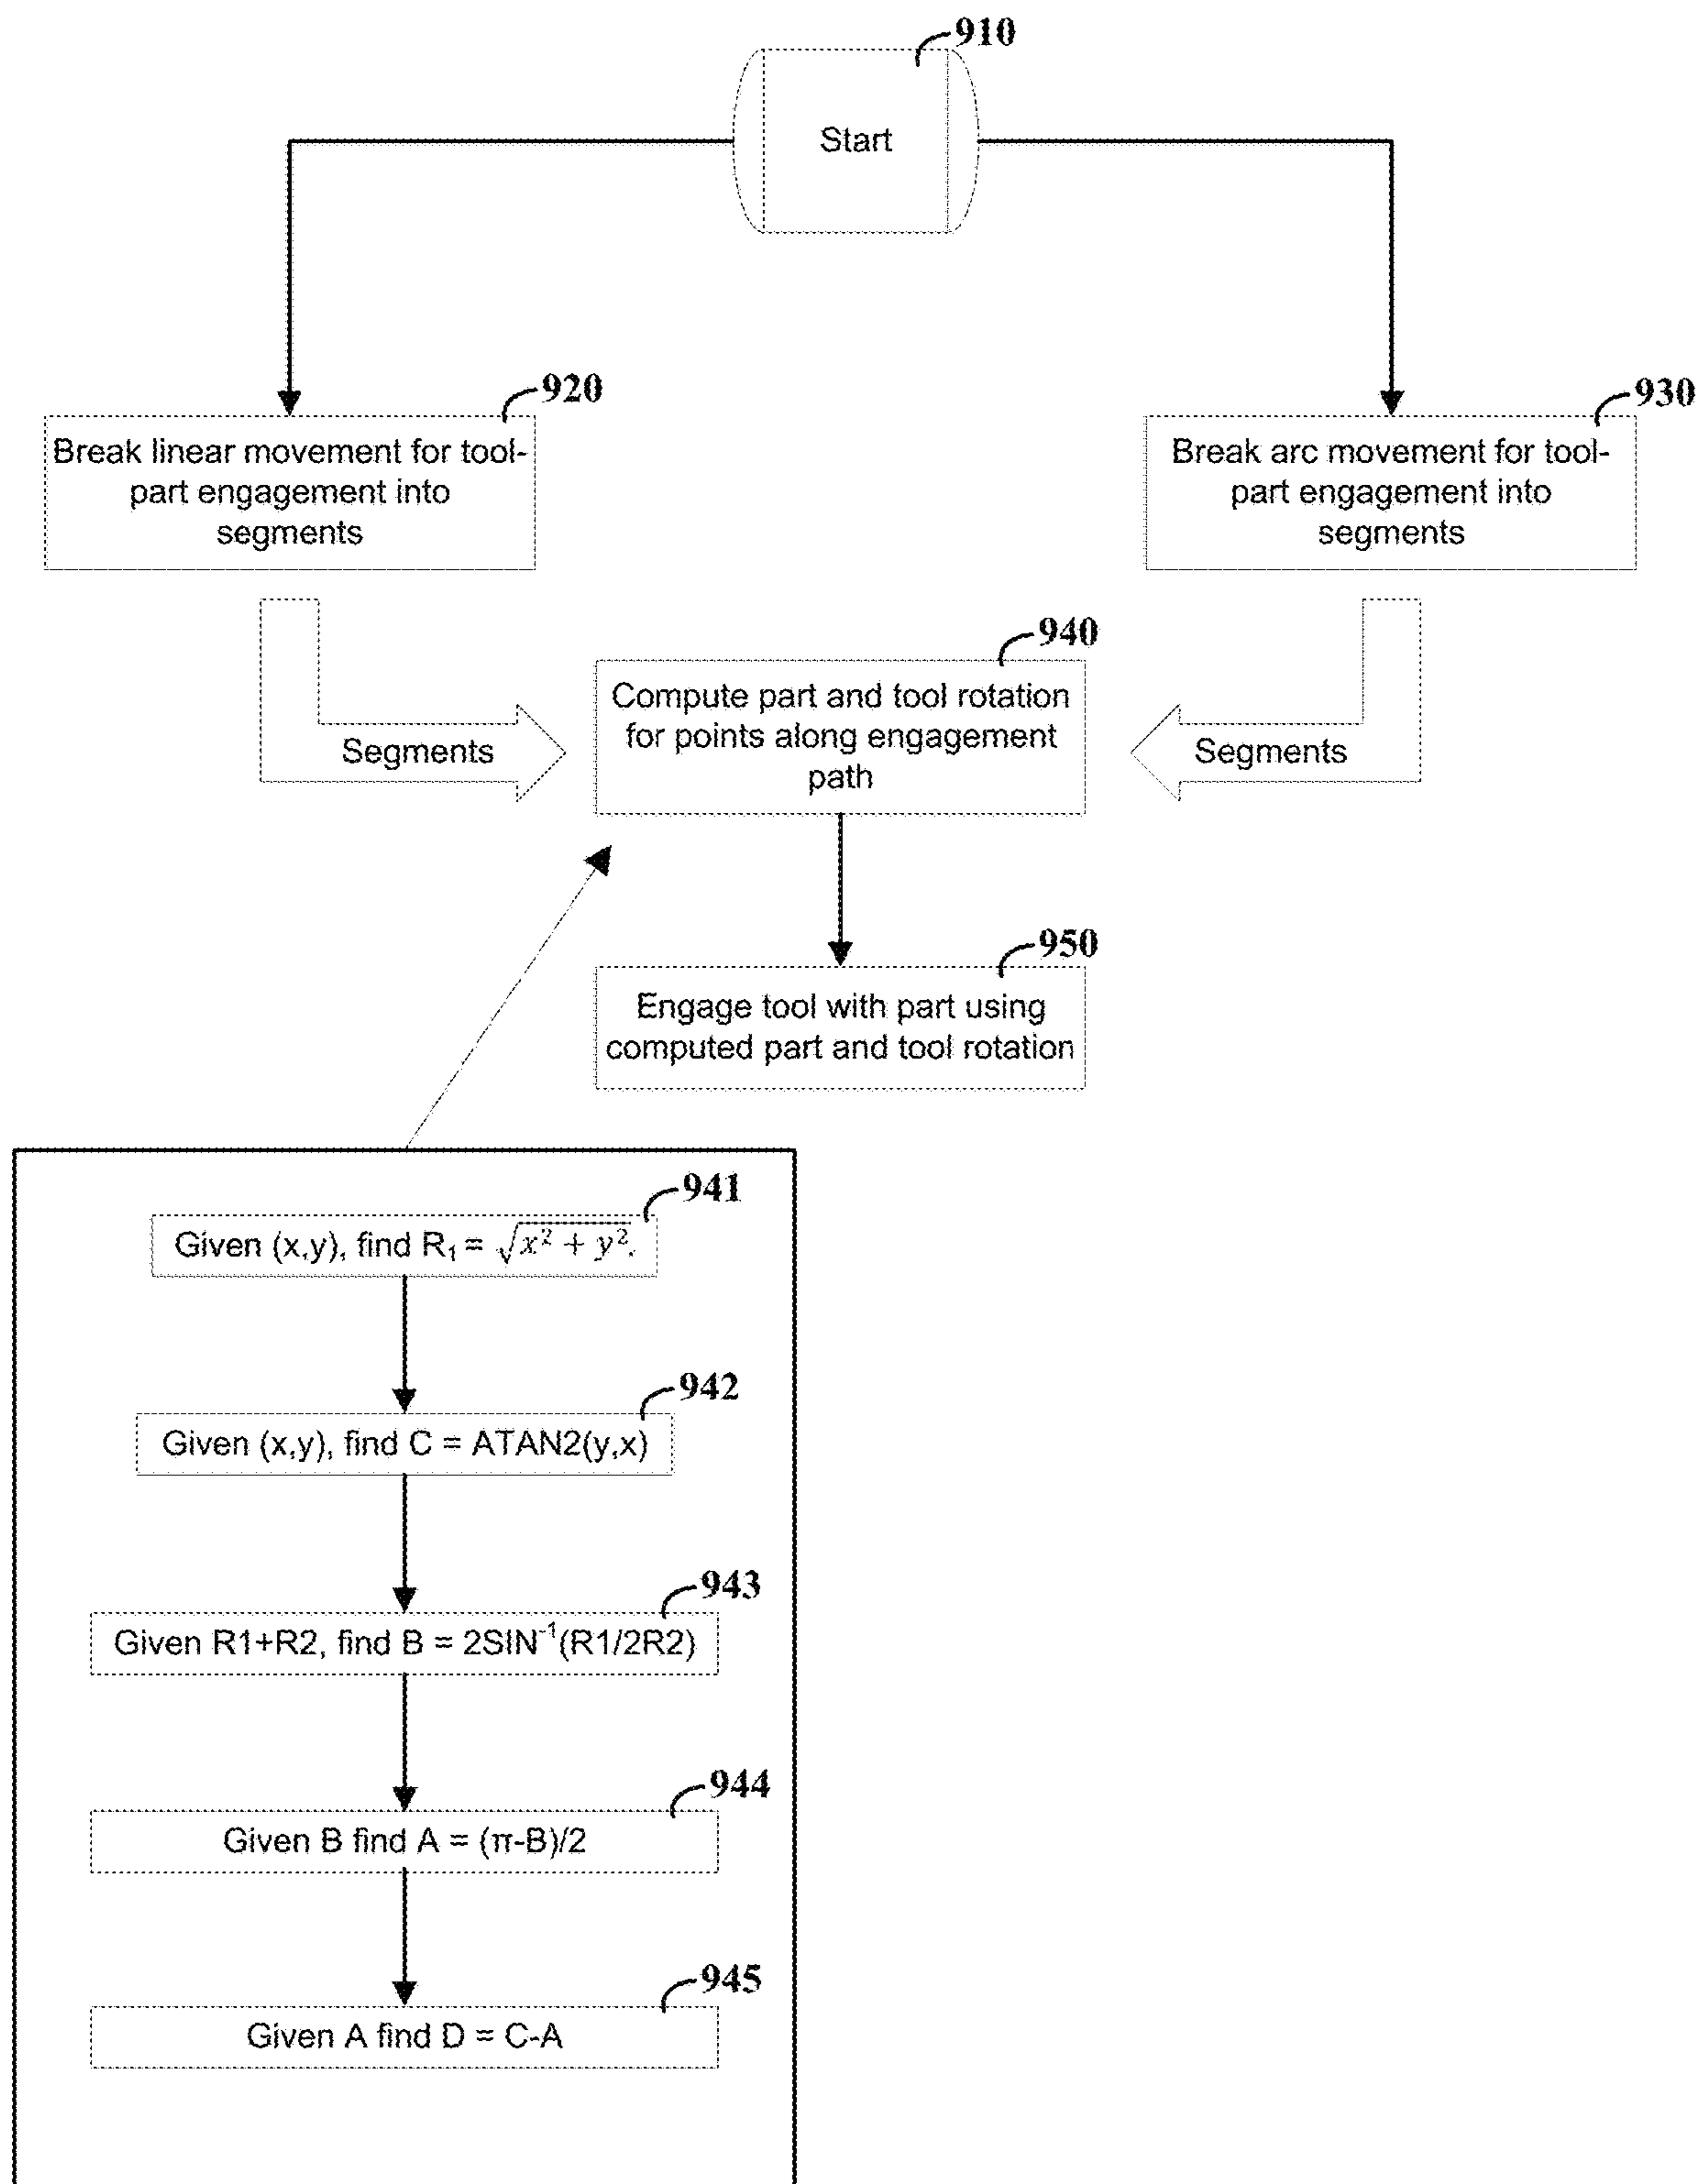 910
Start
920
Break linear movement for tool-
part engagement into
segments
930
Break arc movement for tool-
part engagement into
segments
940
Compute part and tool rotation
for points along engagement
path
Segments
Segments
950
Engage tool with part using
computed part and tool rotation
941
Given (x,y), find R₁ = √x² + y².
942
Given (x,y), find C = ATAN2(y,x)
943
Given R1+R2, find B = 2SIN⁻¹(R1/2R2)
944
Given B find A = (π-B)/2
945
Given A find D = C-A